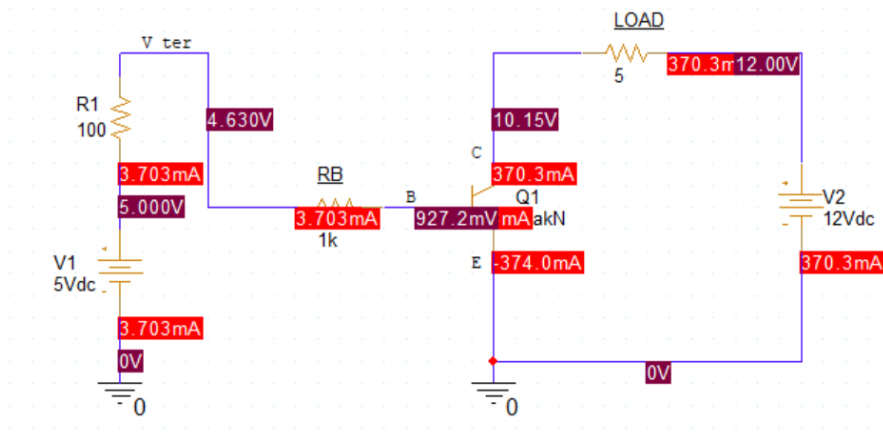 LOAD
V ter
5
370.3m
12.00V
R1
100
4.630V
10.15V
C
3.703mA
RB
370.3mA
5.000V
B
Q1
V2
3.703mA
927.2mV
mA
akN
12Vdc
1k
V1
5Vdc
E
-374.0mA
370.3mA
3.703mA
0V
0V
0
0